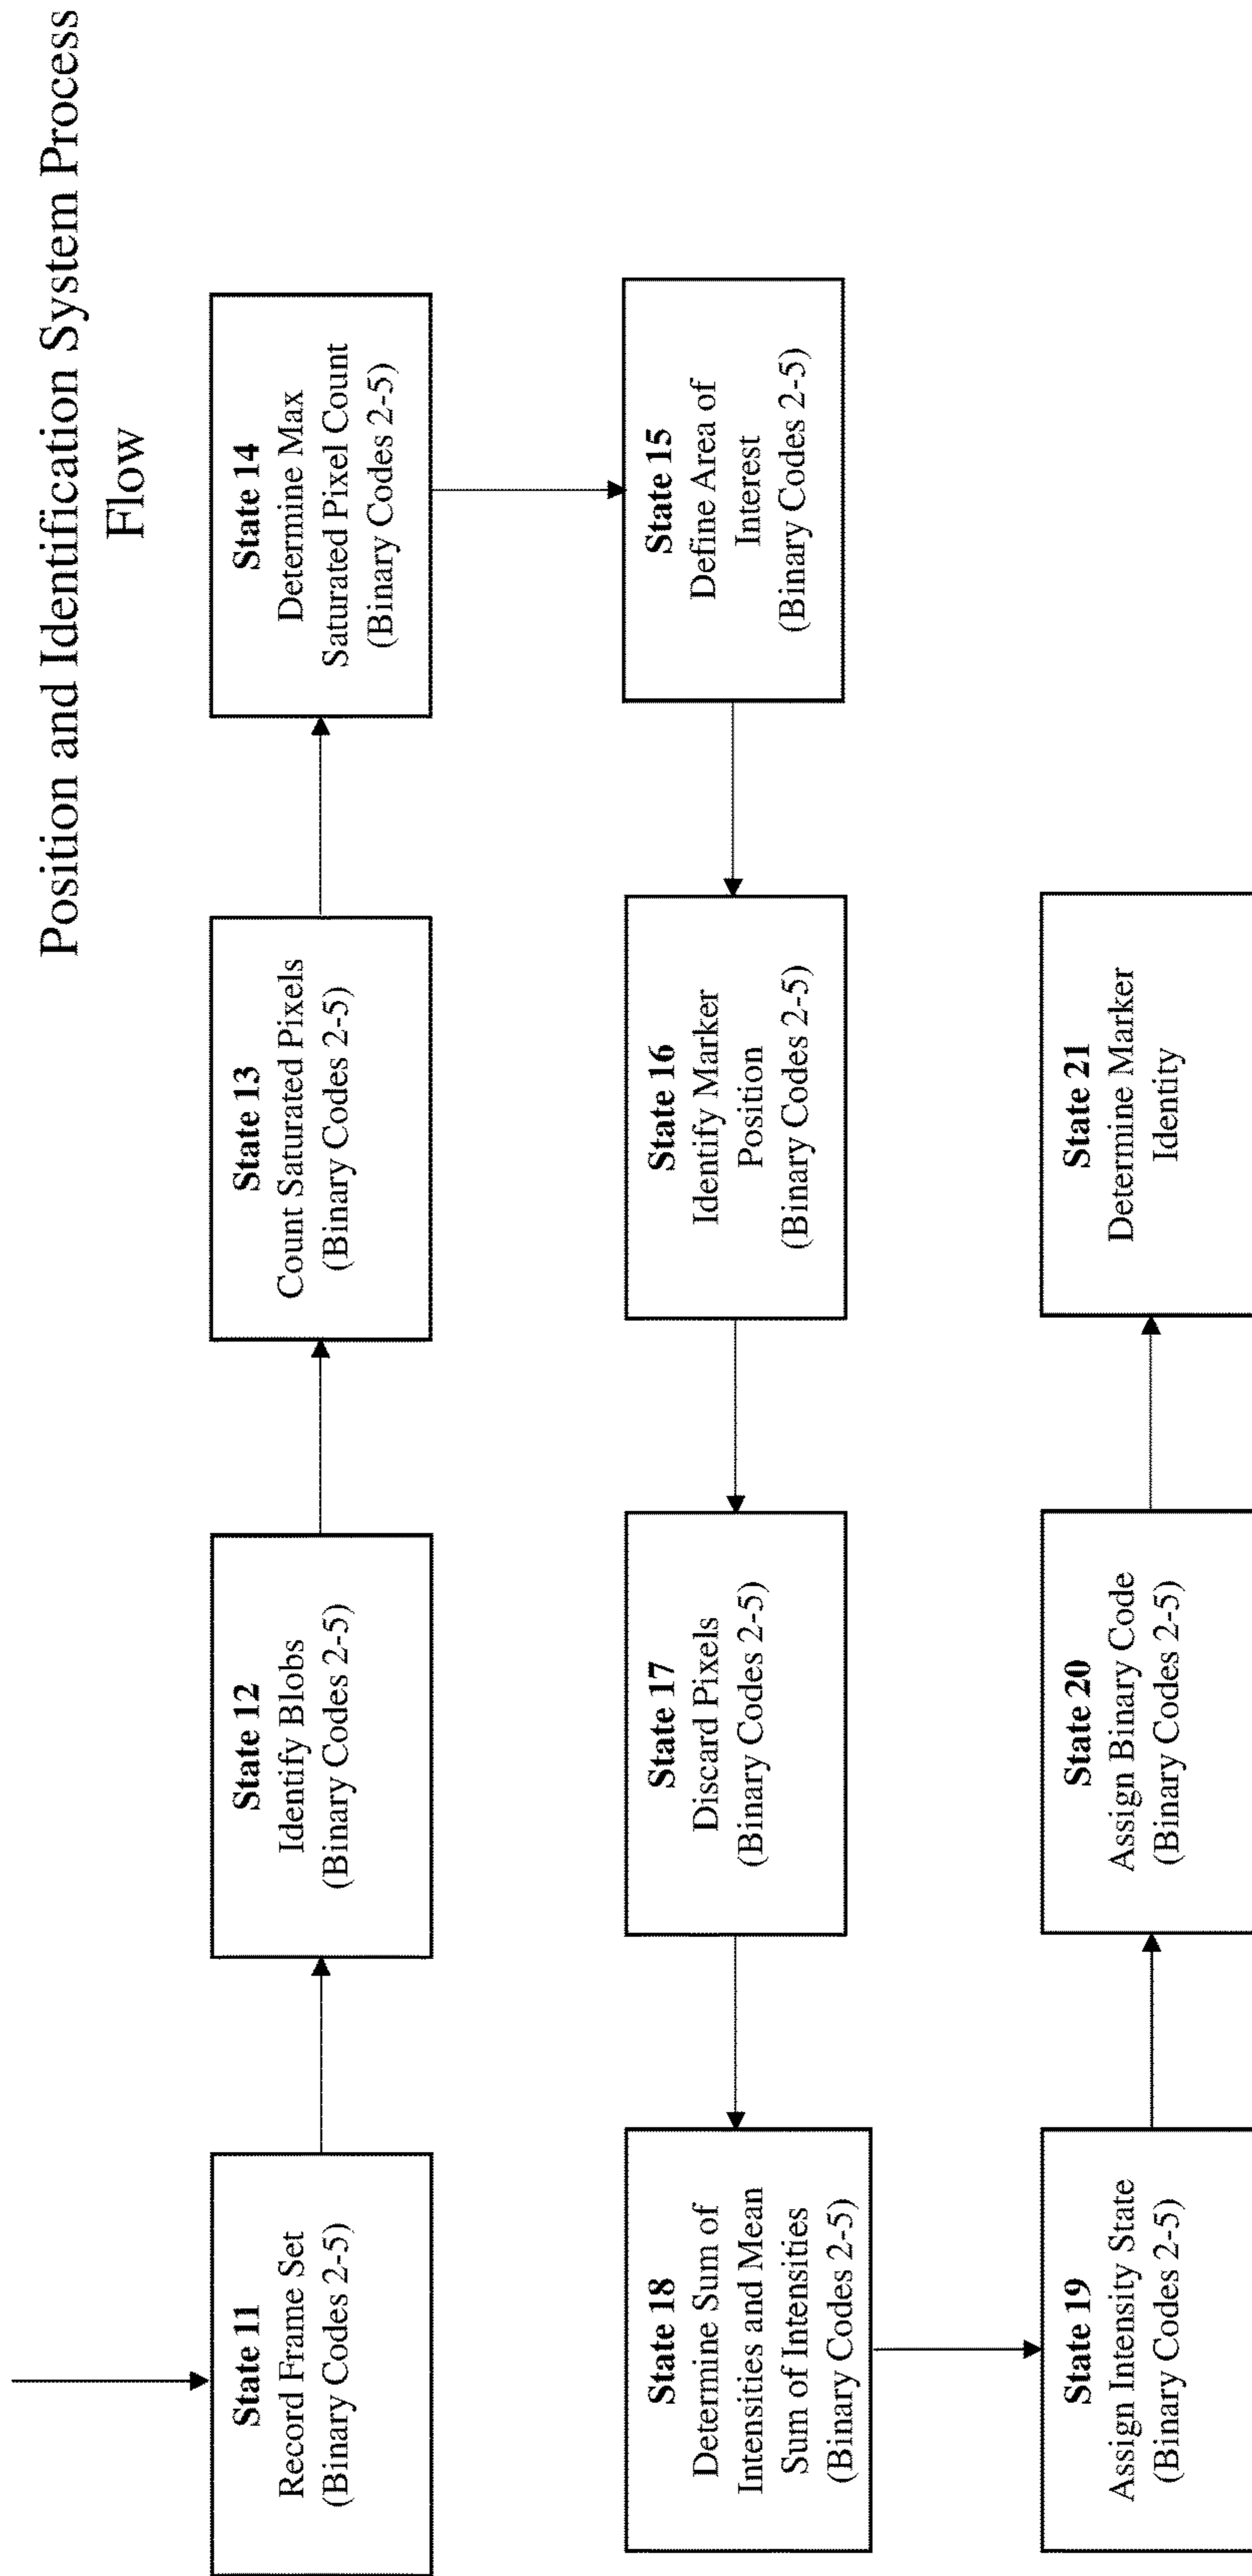 Position and Identification System Process
Flow
State 11
Record Frame Set
(Binary Codes 2-5)
State 12
Identify Blobs
(Binary Codes 2-5)
State 13
Count Saturated Pixels
(Binary Codes 2-5)
State 14
Determine Max
Saturated Pixel Count
(Binary Codes 2-5)
State 15
Define Area of
Interest
(Binary Codes 2-5)
State 16
Identify Marker
Position
(Binary Codes 2-5)
State 17
Discard Pixels
(Binary Codes 2-5)
State 18
Determine Sum of
Intensities and Mean
Sum of Intensities
(Binary Codes 2-5)
State 19
Assign Intensity State
(Binary Codes 2-5)
State 20
Assign Binary Code
(Binary Codes 2-5)
State 21
Determine Marker
Identity